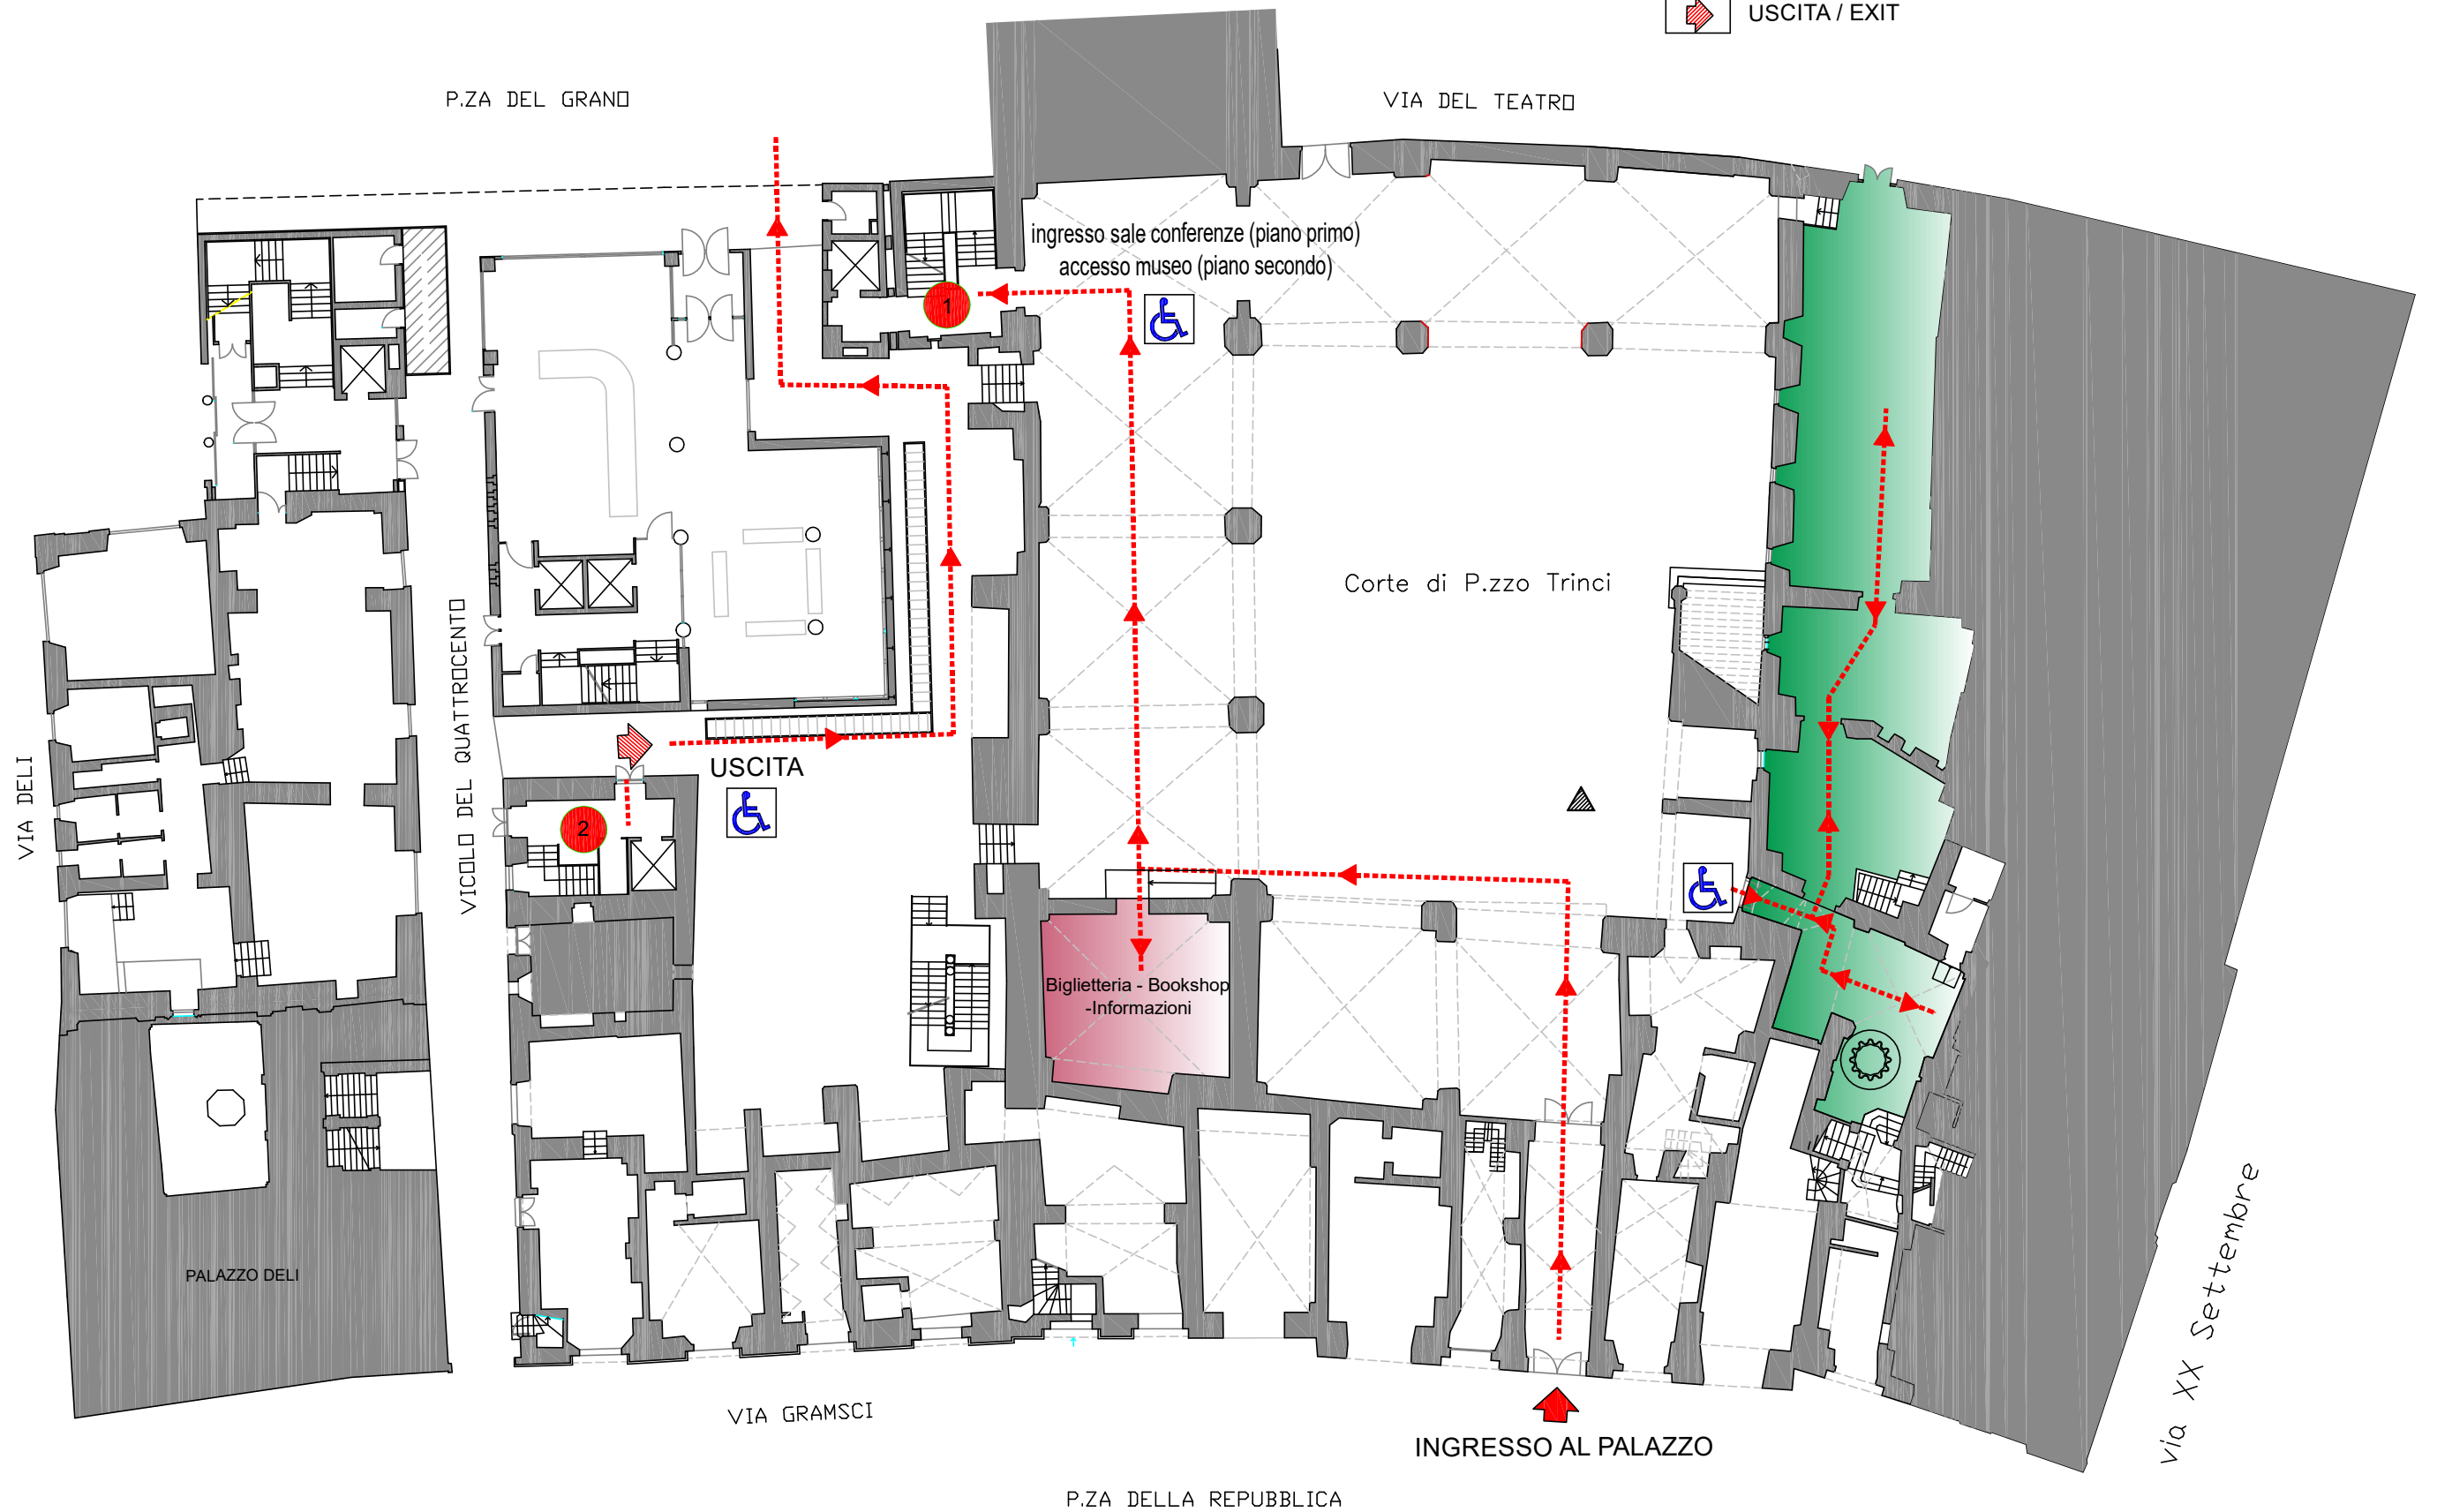 USCITA / EXIT
P.ZA DEL GRANO
VIA DEL TEATRO
ingresso sale conferenze (piano primo)
accesso museo (piano secondo)
1
Corte di P.zzo Trinci
VICOLO DEL QUATTROCENTO
VIA DELI
USCITA
2
Biglietteria - Bookshop
-Informazioni
PALAZZO DELI
via XX Settembre
VIA GRAMSCI
INGRESSO AL PALAZZO
P.ZA DELLA REPUBBLICA